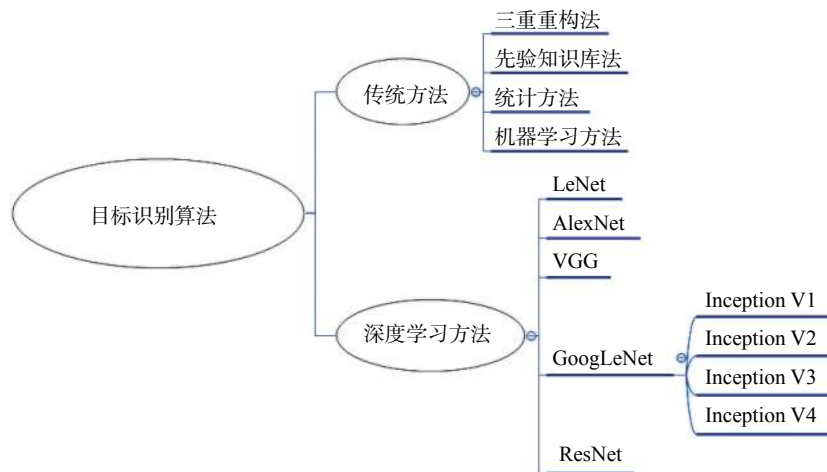 目标识别算法
传统方法
三重重构法
先验知识库法
统计方法
机器学习方法
深度学习方法
LeNet
AlexNet
VGG
GoogLeNet
Inception V1
Inception V2
Inception V3
Inception V4
ResNet